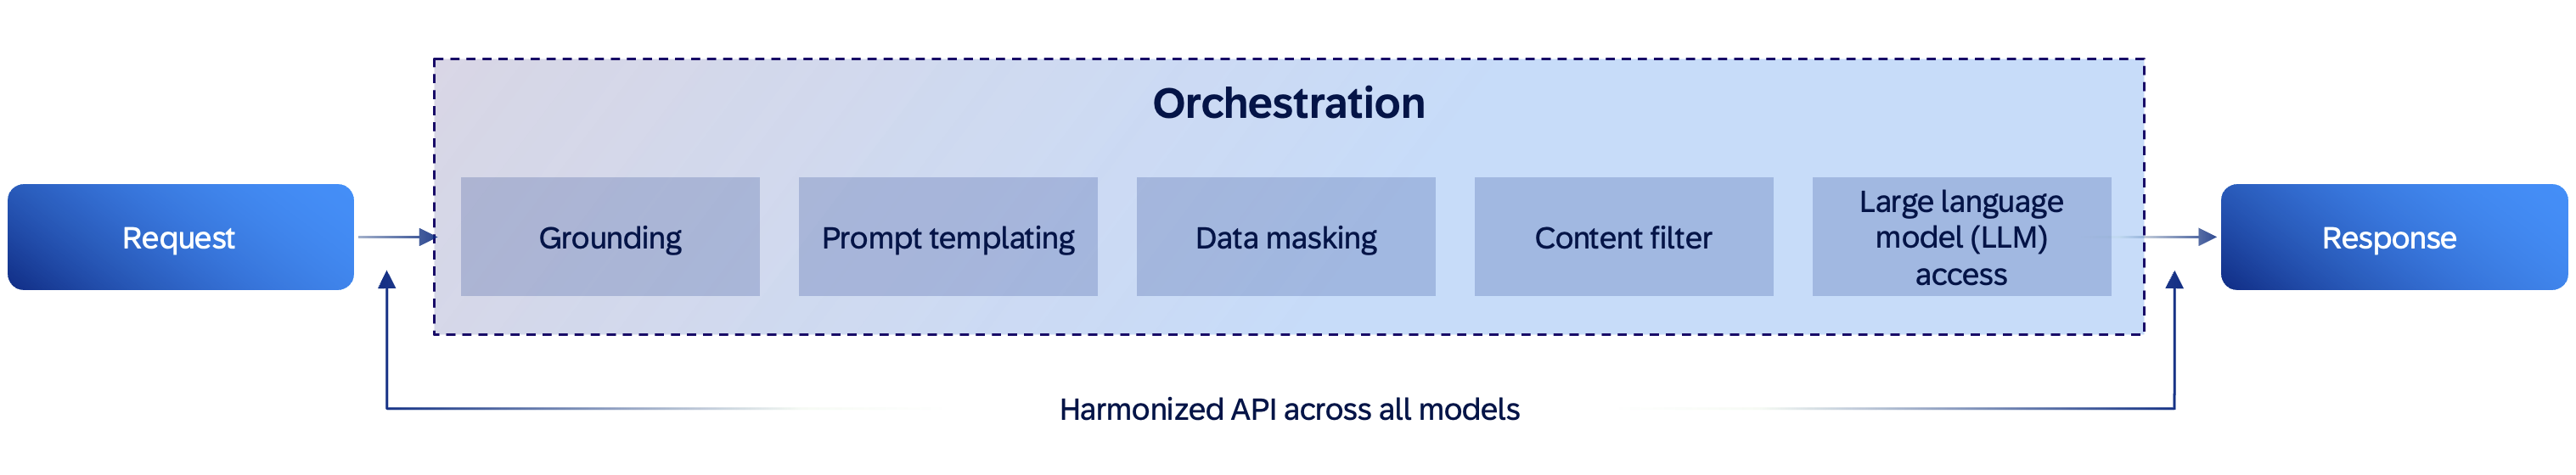 Orchestration
Request
Grounding
Prompt templating
Data masking
Content filter
Large language
model (LLM)
access
Response
Harmonized API across all models